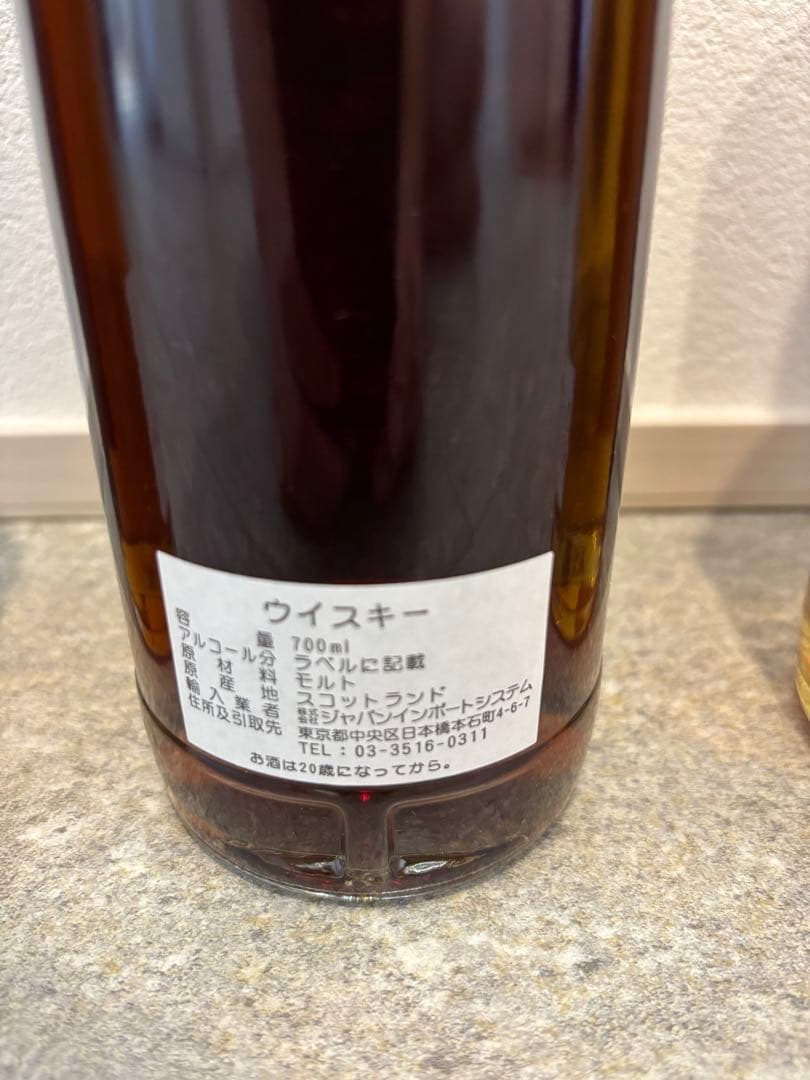 ウイスキー
容量 700ml
アルコール分 ラベルに記載
原材料 モルト
原産地 スコットランド
輸入業者 株式会社ジャパンインポートシステム
住所及引取先 東京都中央区日本橋本石町4-6-7
TEL : 03-3516-0311
お酒は20歳になってから。